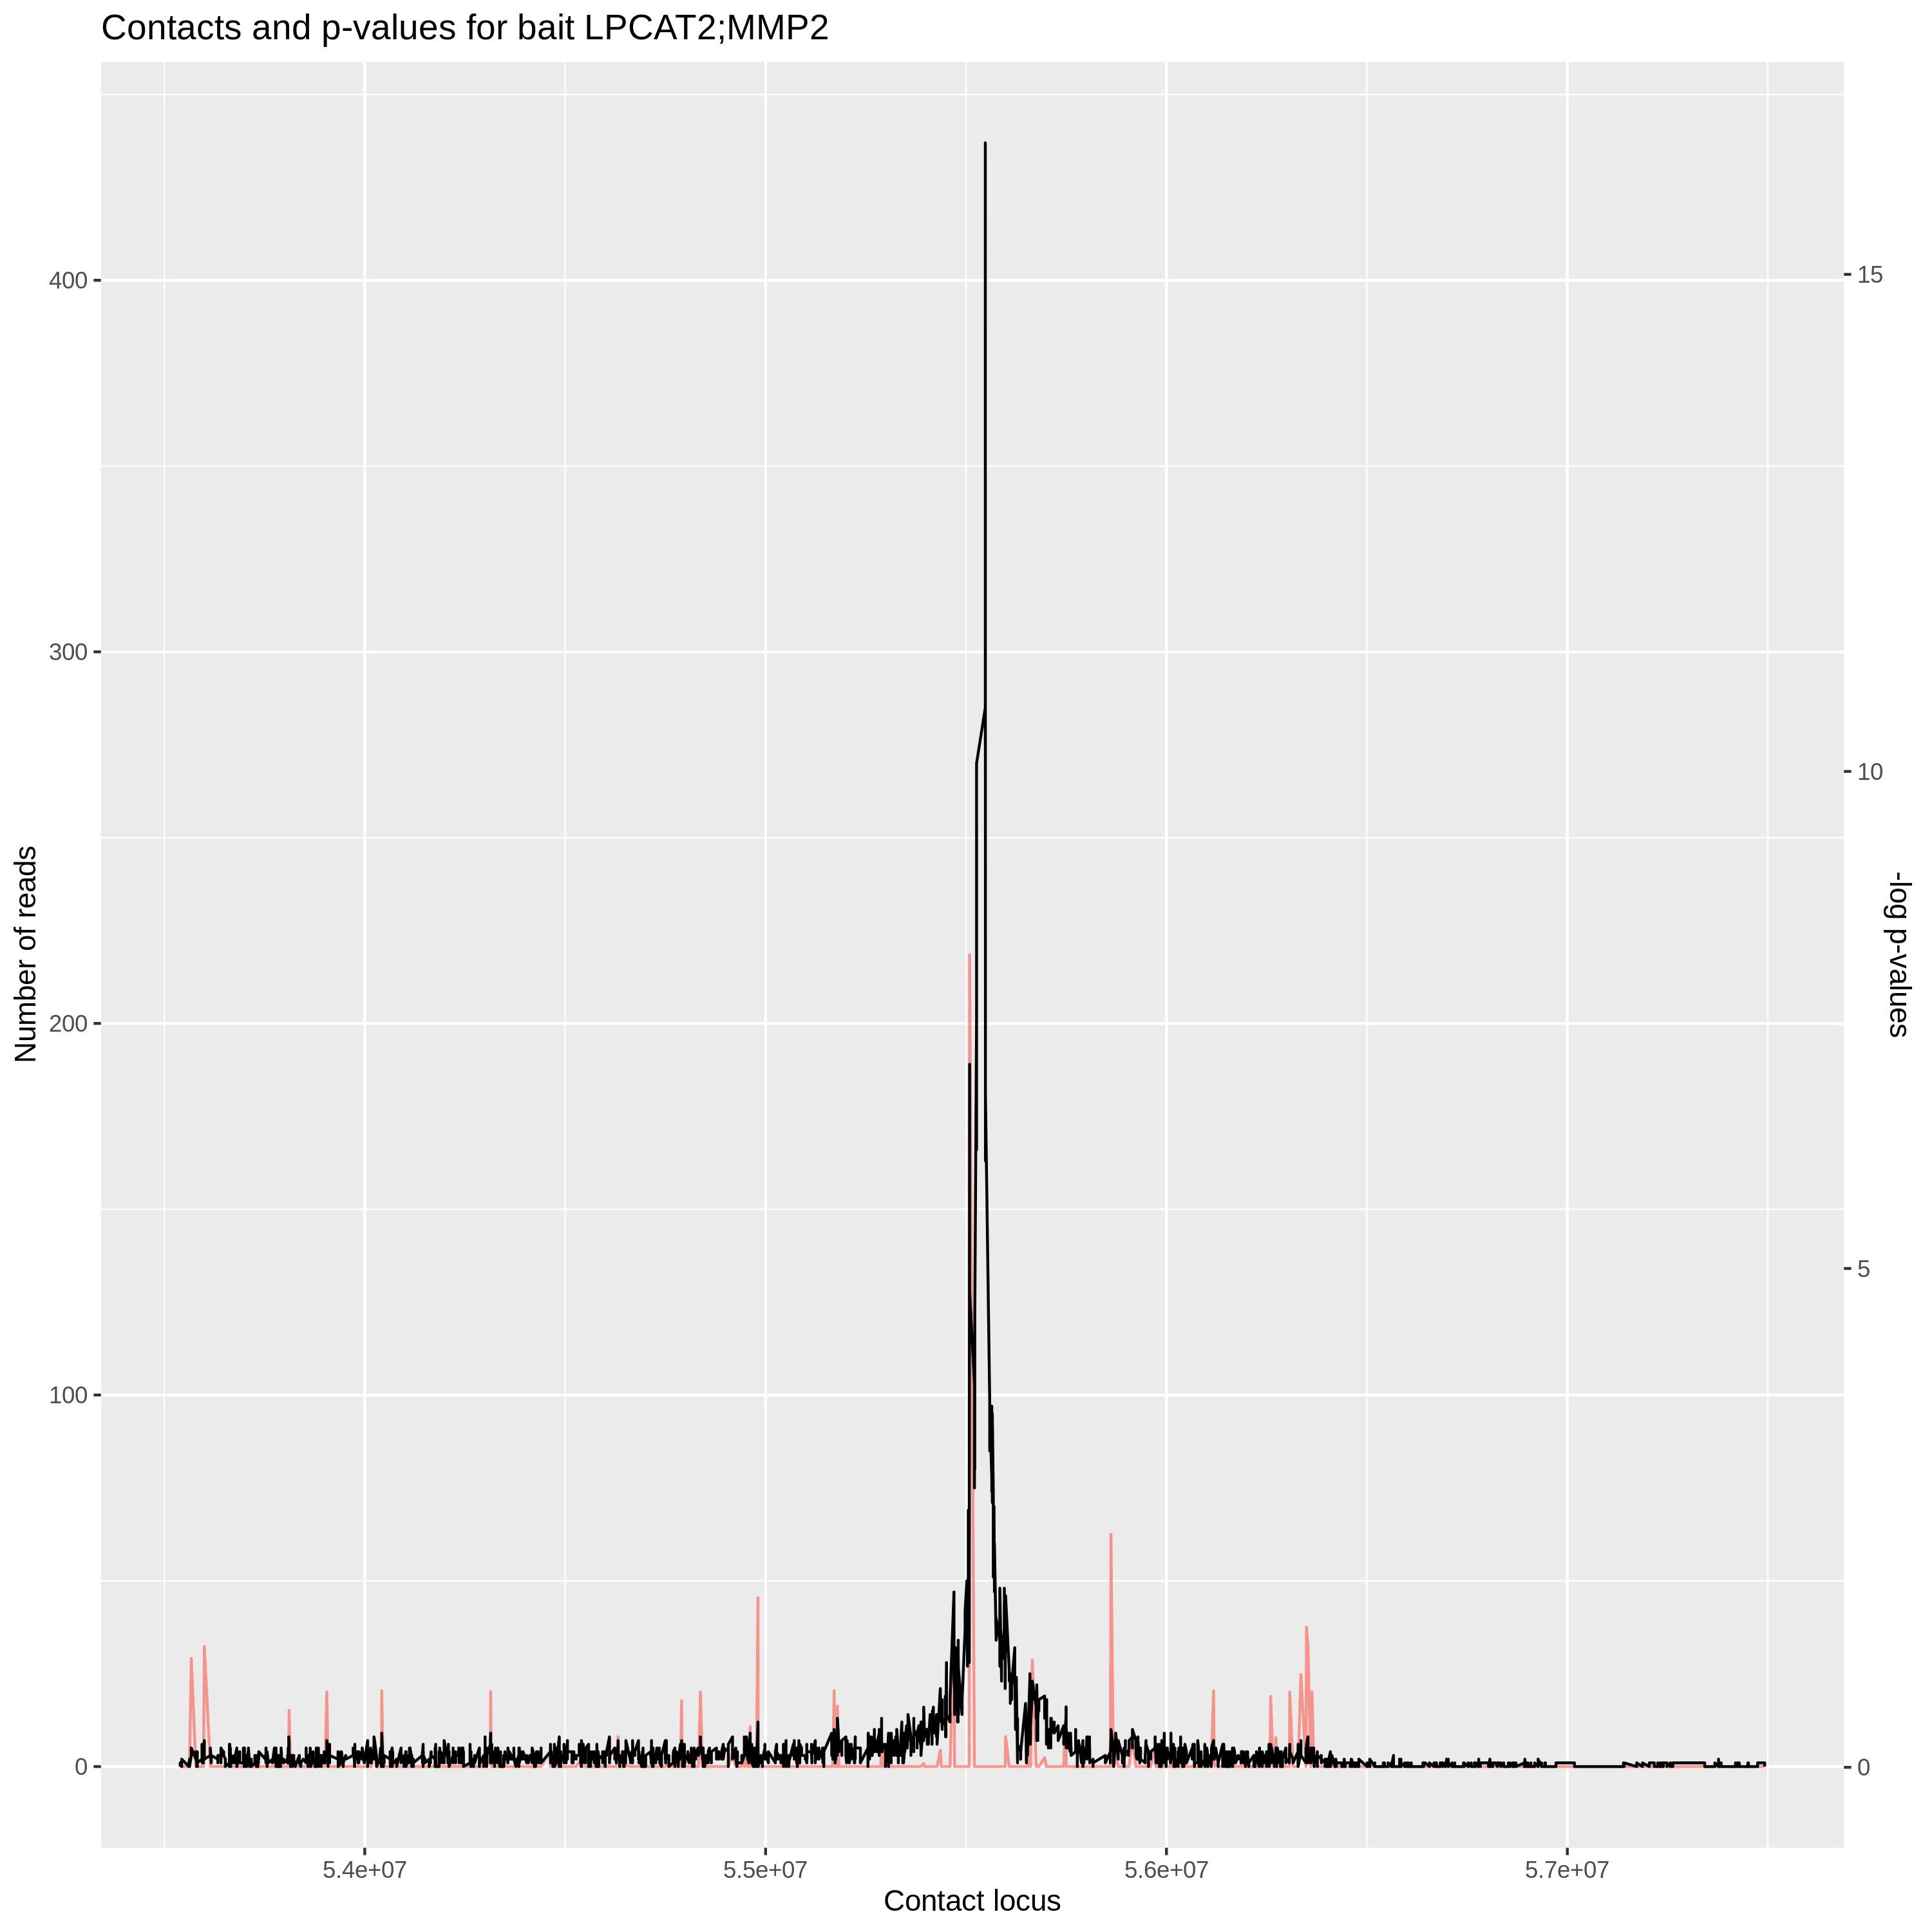 Contacts and p-values for bait LPCAT2;MMP2
400
300
200
100
0
Number of reads
15
10
5
0
-log p-values
5.4e+07
5.5e+07
5.6e+07
5.7e+07
Contact locus